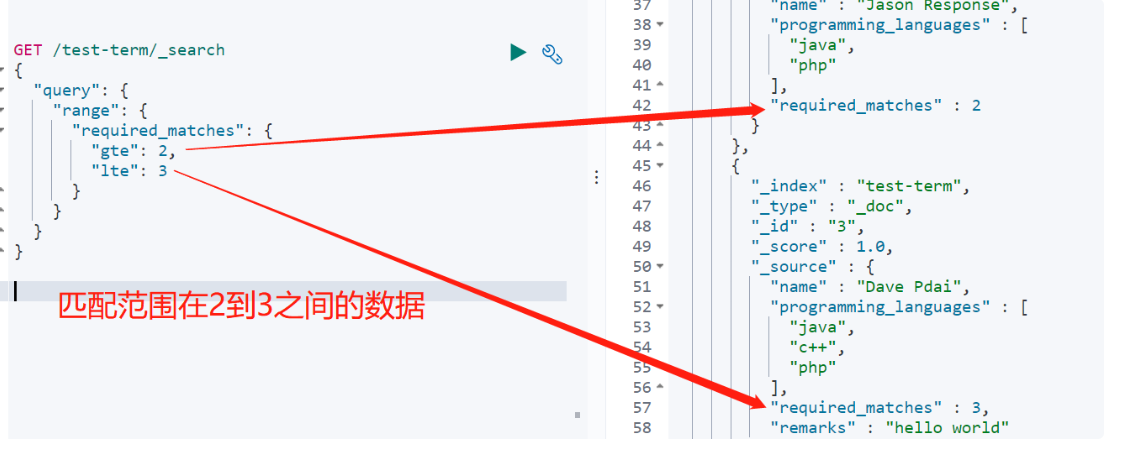 GET /test-term/_search
{
"query": {
"range": {
"required_matches": {
"gte": 2,
"lte": 3
}
}
}
}
匹配范围在2到3之间的数据
37 "name" : "Jason Response",
38 "programming_languages" : [
39 "java",
40 "php"
41 ],
42 "required_matches" : 2
43 }
44 },
45 {
46 "_index" : "test-term",
47 "_type" : "_doc",
48 "_id" : "3",
49 "_score" : 1.0,
50 "_source" : {
51 "name" : "Dave Pdai",
52 "programming_languages" : [
53 "java",
54 "c++",
55 "php"
56 ],
57 "required_matches" : 3,
58 "remarks" : "hello world"